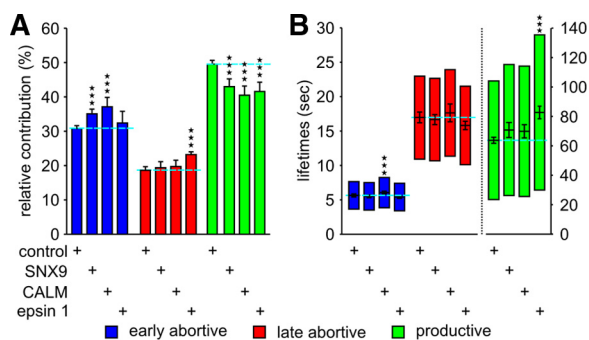 A B
60
50
40
30
20
10
0
relative contribution (%)
★★★ ★★★ ★★★ ★★★ ★★★ ★★★
30
25
20
15
10
5
0
lifetimes (sec)
★★★ ★★★
140
120
100
80
60
40
20
0
control + + + + + +
SNX9 + + + + + +
CALM + + + + + +
epsin 1 + + + + + +
early abortive late abortive productive